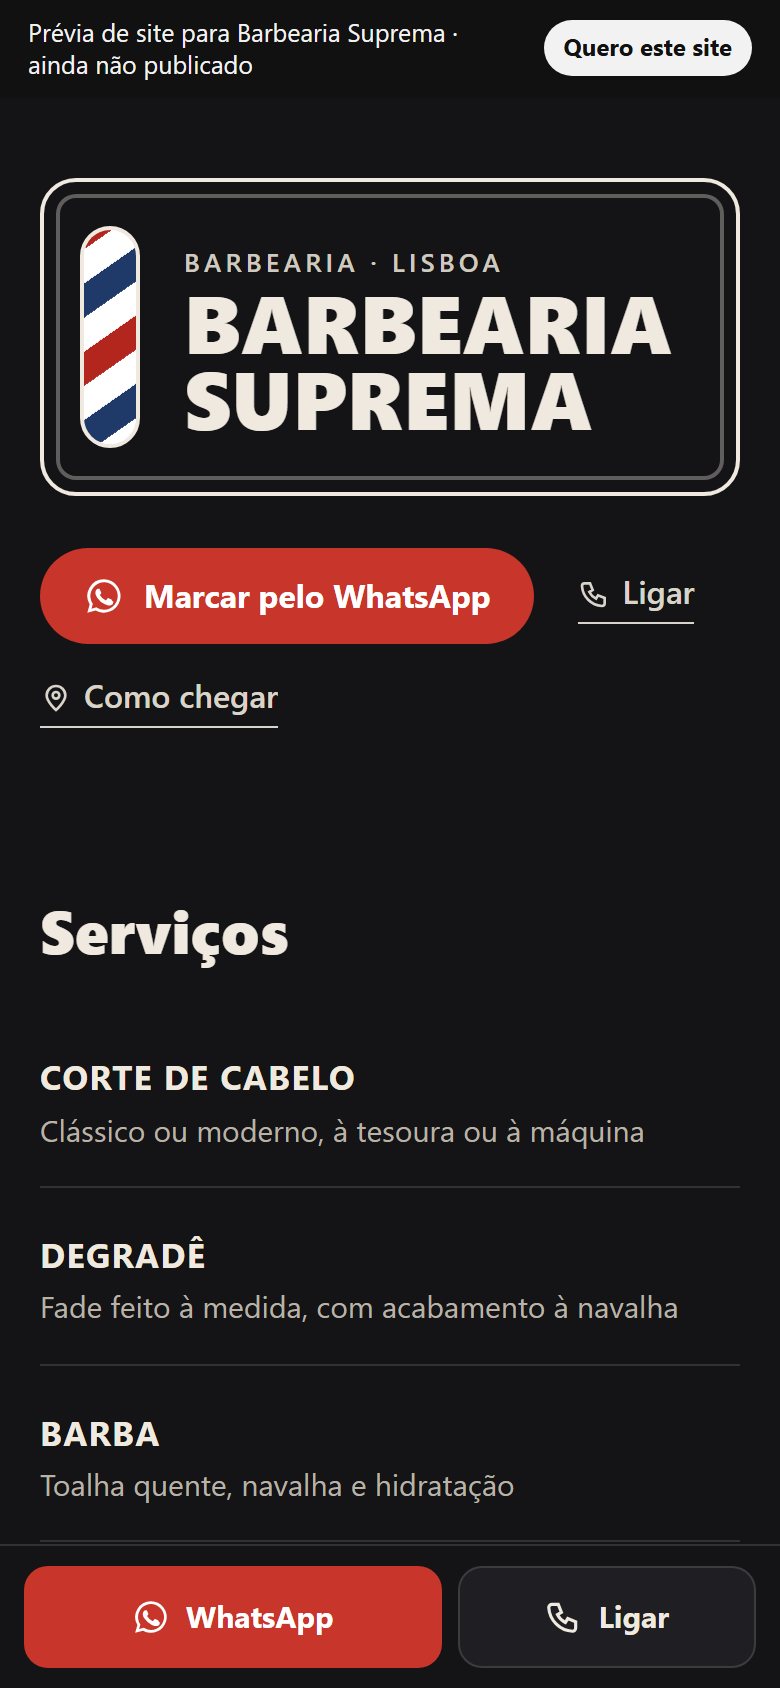 Prévia de site para Barbearia Suprema ·
ainda não publicado
Quero este site
BARBEARIA · LISBOA
BARBEARIA
SUPREMA
Marcar pelo WhatsApp
Ligar
Como chegar
Serviços
CORTE DE CABELO
Clássico ou moderno, à tesoura ou à máquina
DEGRADÊ
Fade feito à medida, com acabamento à navalha
BARBA
Toalha quente, navalha e hidratação
WhatsApp
Ligar